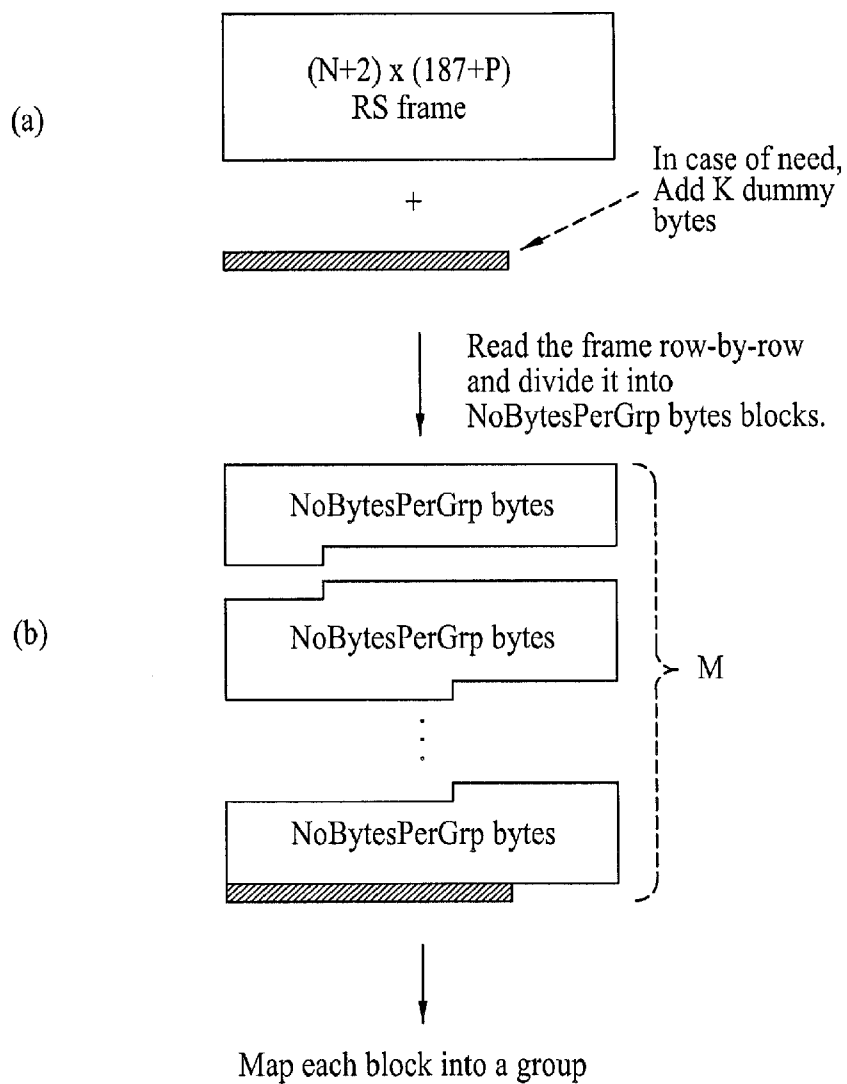 (a)
(N+2) x (187+P)
RS frame
+
In case of need,
Add K dummy
bytes
Read the frame row-by-row
and divide it into
NoBytesPerGrp bytes blocks.
(b)
NoBytesPerGrp bytes
NoBytesPerGrp bytes
NoBytesPerGrp bytes
M
Map each block into a group